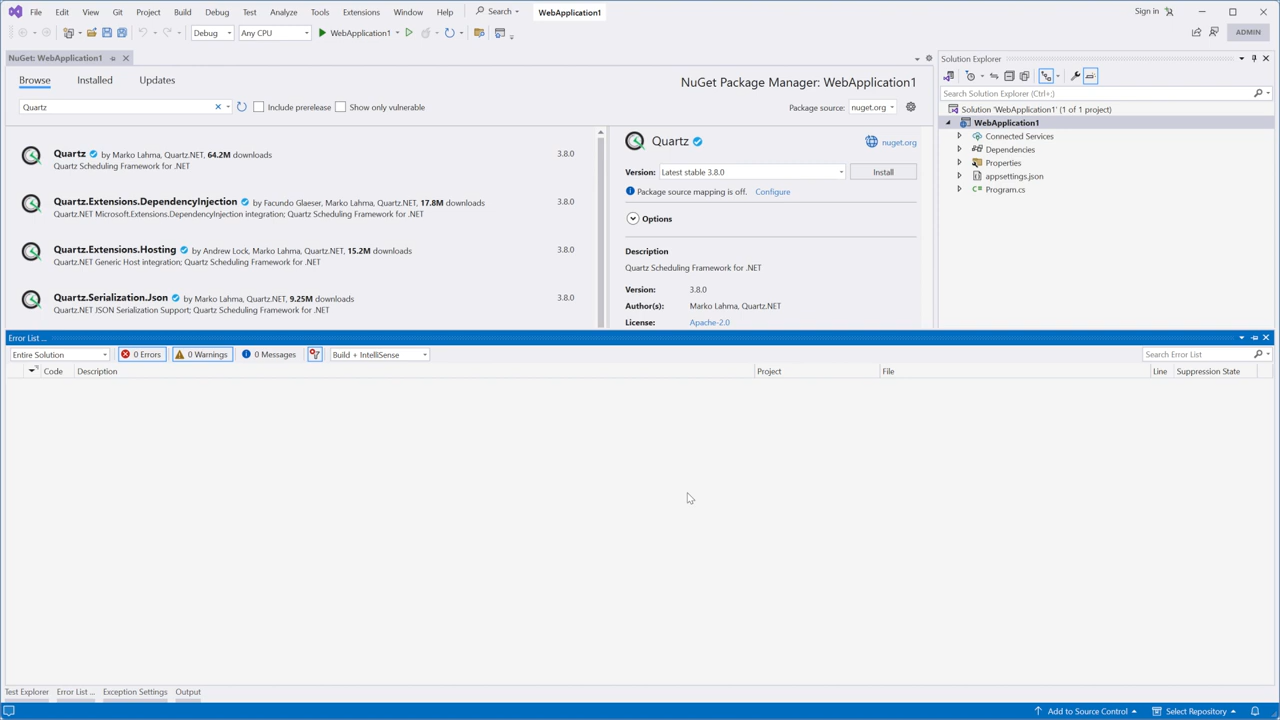 File Edit View Git Project Build Debug Test Analyze Tools Extensions Window Help Search WebApplication1 Sign in
Debug Any CPU WebApplication1 ADMIN
NuGet: WebApplication1
Browse Installed Updates
NuGet Package Manager: WebApplication1
Quartz Include prerelease Show only vulnerable Package source: nuget.org
Quartz by Marko Lahma, Quartz.NET, 64.2M downloads 3.8.0
Quartz Scheduling Framework for .NET
Quartz.Extensions.DependencyInjection by Facundo Glaeser, Marko Lahma, Quartz.NET, 17.8M downloads 3.8.0
Quartz.NET Microsoft.Extensions.DependencyInjection integration; Quartz Scheduling Framework for .NET
Quartz.Extensions.Hosting by Andrew Lock, Marko Lahma, Quartz.NET, 15.2M downloads 3.8.0
Quartz.NET Generic Host integration; Quartz Scheduling Framework for .NET
Quartz.Serialization.Json by Marko Lahma, Quartz.NET, 9.25M downloads 3.8.0
Quartz.NET JSON Serialization Support; Quartz Scheduling Framework for .NET
Quartz nuget.org
Version: Latest stable 3.8.0 Install
Package source mapping is off. Configure
Options
Description
Quartz Scheduling Framework for .NET
Version: 3.8.0
Author(s): Marko Lahma, Quartz.NET
License: Apache-2.0
Solution Explorer
Search Solution Explorer (Ctrl+;)
Solution 'WebApplication1' (1 of 1 project)
WebApplication1
Connected Services
Dependencies
Properties
appsettings.json
C# Program.cs
Error List ...
Entire Solution 0 Errors 0 Warnings 0 Messages Build + IntelliSense Search Error List
Code Description Project File Line Suppression State
Test Explorer Error List ... Exception Settings Output
Add to Source Control Select Repository